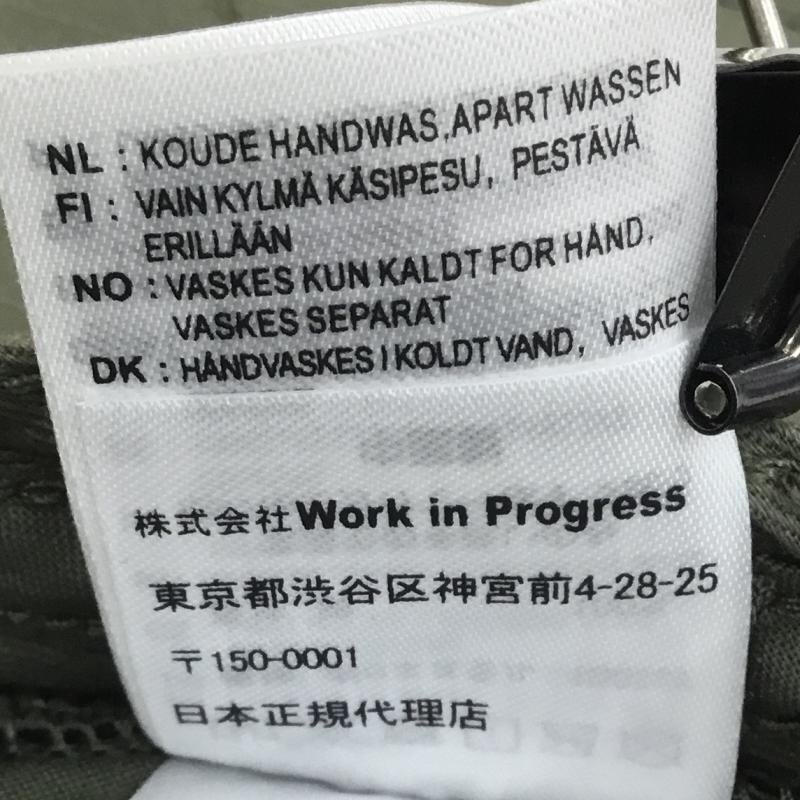 NL : KOUDE HANDWAS,APART WASSEN
FI : VAIN KYLMÄ KÄSIPESU, PESTÄVÄ
ERILLÄÄN
NO : VASKES KUN KALDT FOR HÅND,
VASKES SEPARAT
DK : HÅNDVASKES I KOLDT VAND, VASKES
株式会社Work in Progress
東京都渋谷区神宮前4-28-25
〒150-0001
日本正規代理店